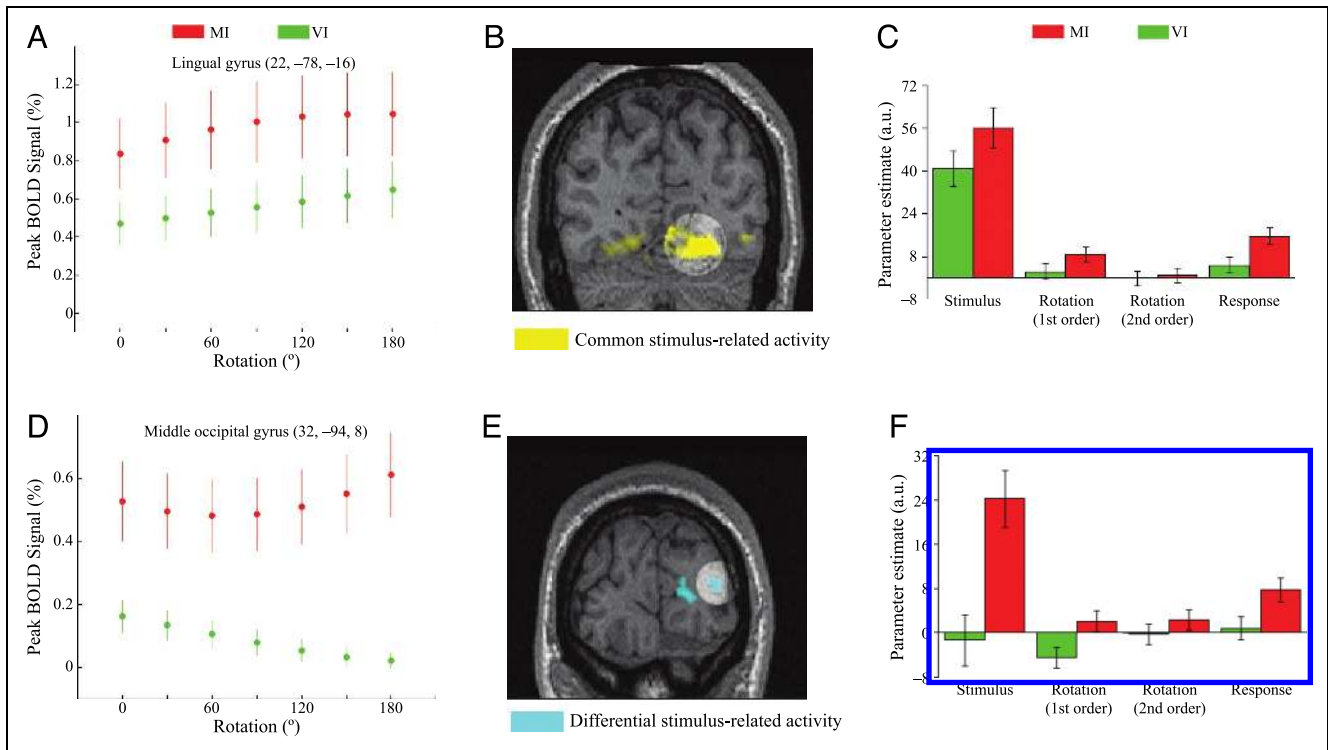 A
MI
VI
Lingual gyrus (22, –78, –16)
Peak BOLD Signal (%)
1.2
1
0.8
0.6
0.4
0.2
0
0
60
120
180
Rotation (º)
B
Common stimulus-related activity
C
MI
VI
Parameter estimate (a.u.)
72
56
40
24
8
–8
Stimulus
Rotation
(1st order)
Rotation
(2nd order)
Response
D
Middle occipital gyrus (32, –94, 8)
Peak BOLD Signal (%)
0.6
0.4
0.2
0
0
60
120
180
Rotation (º)
E
Differential stimulus-related activity
F
Parameter estimate (a.u.)
32
24
16
8
0
–8
Stimulus
Rotation
(1st order)
Rotation
(2nd order)
Response